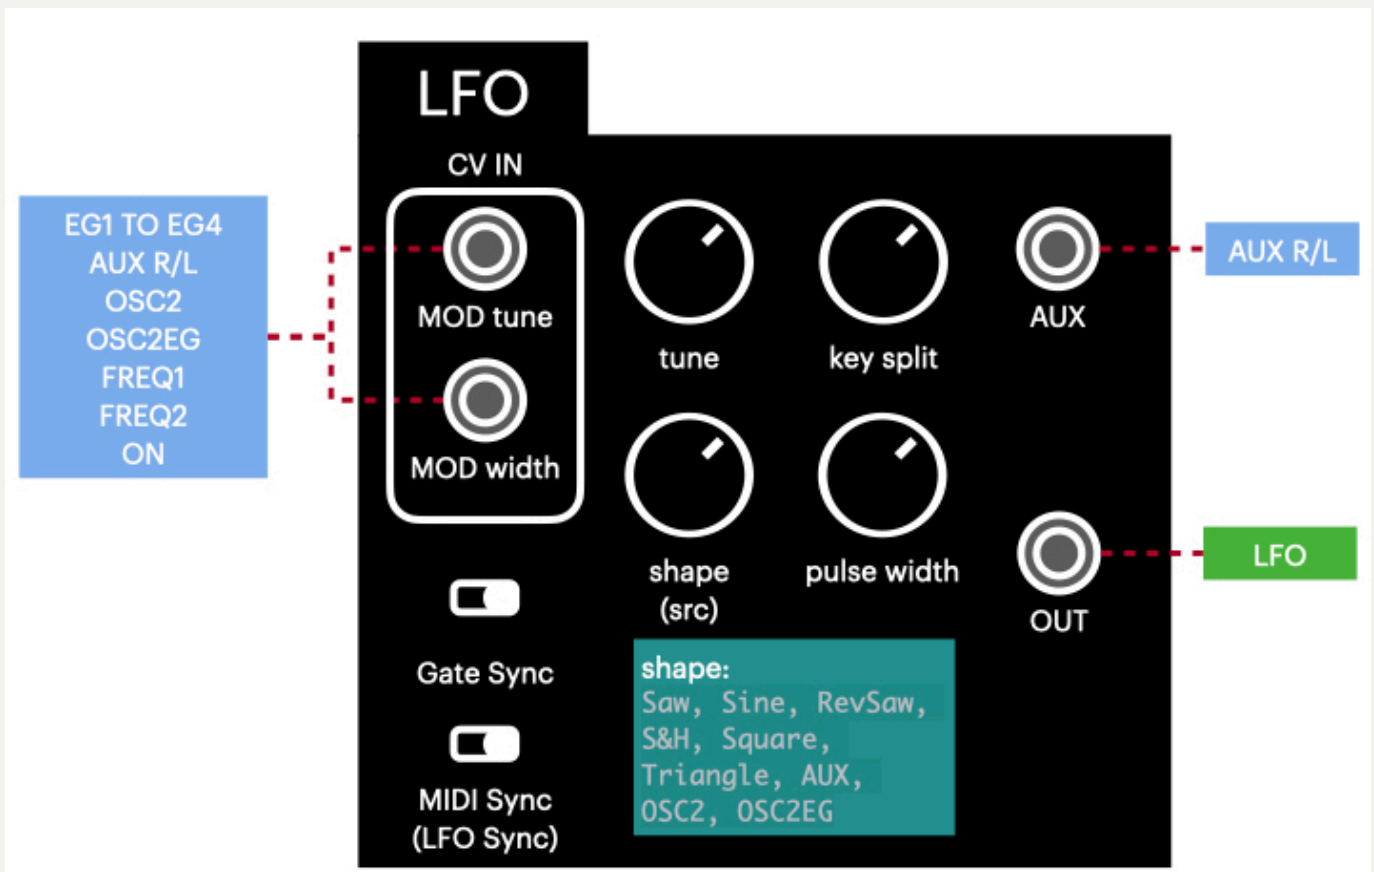 LFO
CV IN
EG1 TO EG4
AUX R/L
OSC2
OSC2EG
FREQ1
FREQ2
ON
MOD tune
MOD width
tune
key split
AUX
AUX R/L
shape
(src)
pulse width
OUT
LFO
Gate Sync
MIDI Sync
(LFO Sync)
shape:
Saw, Sine, RevSaw,
S&H, Square,
Triangle, AUX,
OSC2, OSC2EG